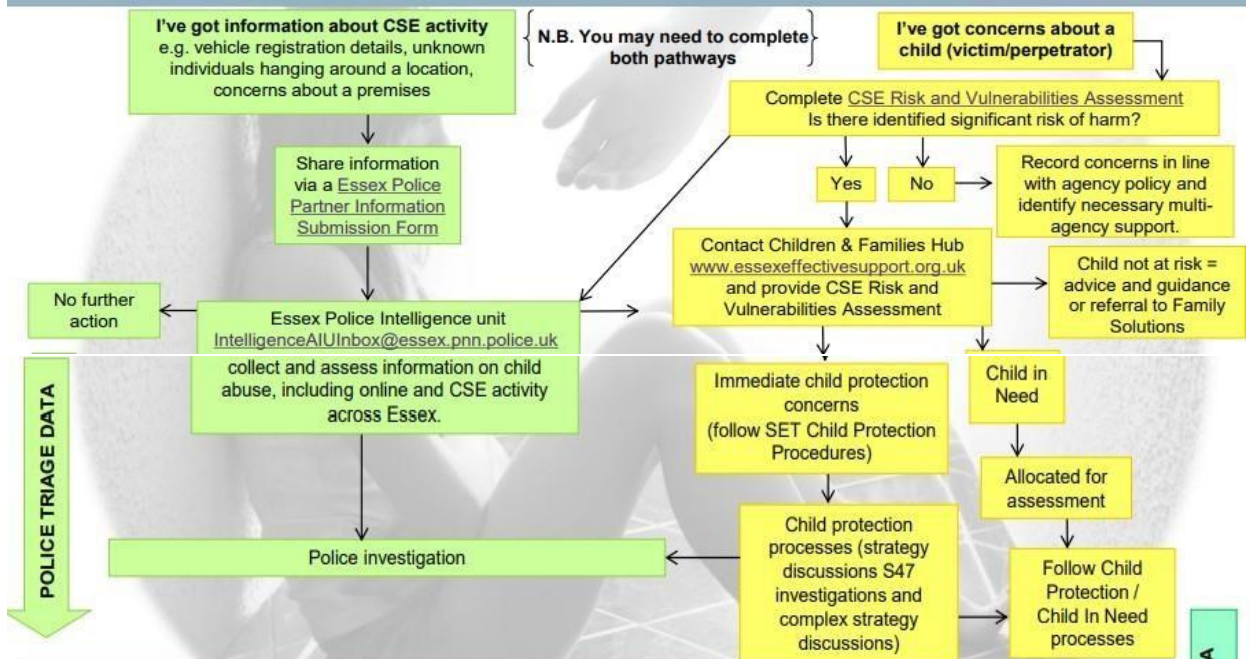 I've got information about CSE activity
e.g. vehicle registration details, unknown
individuals hanging around a location,
concerns about a premises
N.B. You may need to complete
both pathways
I've got concerns about a
child (victim/perpetrator)
Complete CSE Risk and Vulnerabilities Assessment
Is there identified significant risk of harm?
Share information
via a Essex Police
Partner Information
Submission Form
Yes
No
Record concerns in line
with agency policy and
identify necessary multi-
agency support.
Contact Children & Families Hub
www.essexeffectivesupport.org.uk
and provide CSE Risk and
Vulnerabilities Assessment
Child not at risk =
advice and guidance
or referral to Family
Solutions
No further
action
Essex Police Intelligence unit
IntelligenceAIUInbox@essex.pnn.police.uk
collect and assess information on child
abuse, including online and CSE activity
across Essex.
Immediate child protection
concerns
(follow SET Child Protection
Procedures)
Child in
Need
Allocated for
assessment
POLICE TRIAGE DATA
Police investigation
Child protection
processes (strategy
discussions S47
investigations and
complex strategy
discussions)
Follow Child
Protection /
Child In Need
processes
A